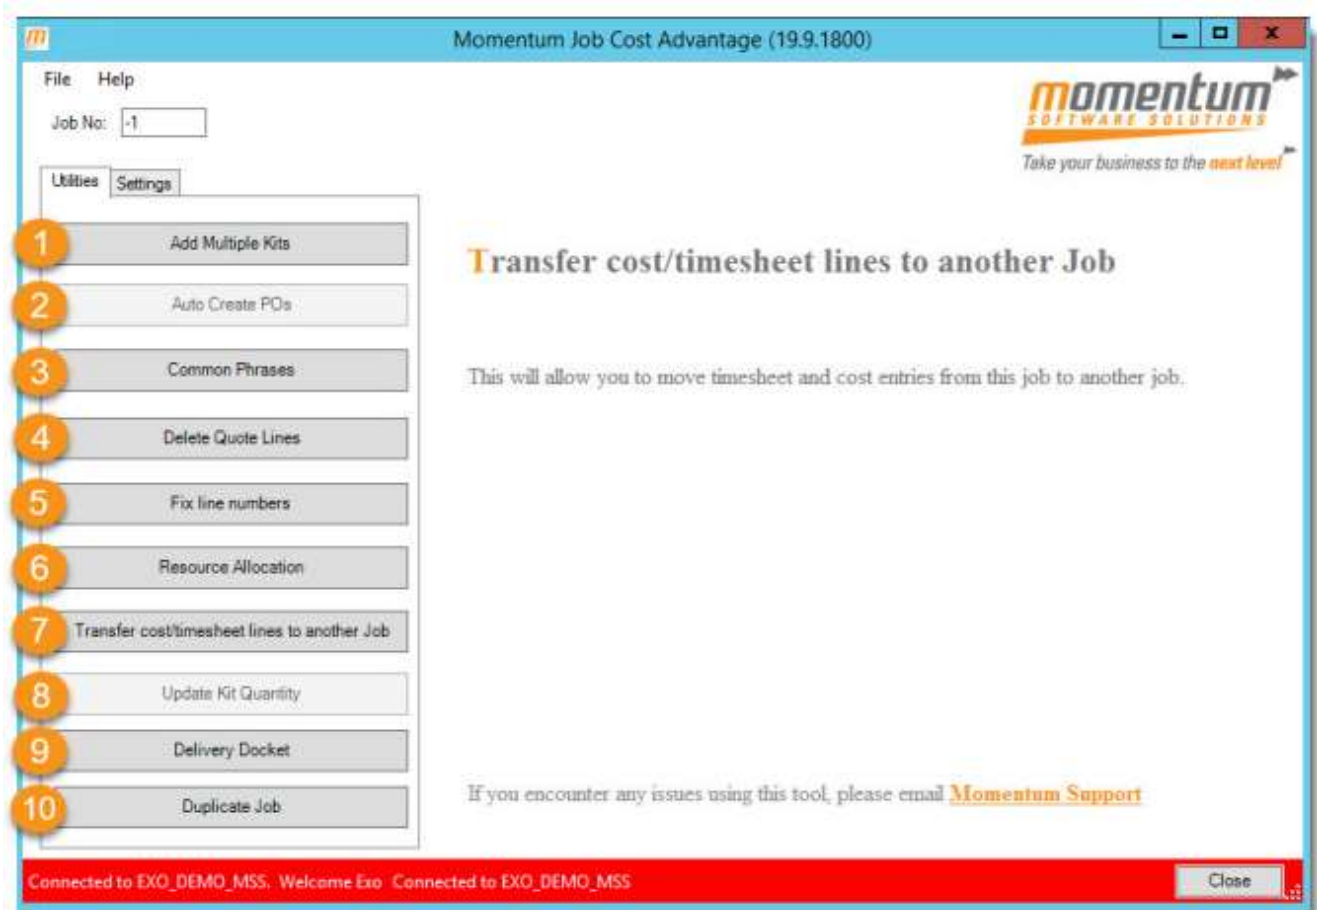 m
Momentum Job Cost Advantage (19.9.1800)
X
File Help
Job No: -1
momentum
SOFTWARE SOLUTIONS
Take your business to the next level
Utilities Settings
1 Add Multiple Kits
Transfer cost/timesheet lines to another Job
2 Auto Create POs
3 Common Phrases
This will allow you to move timesheet and cost entries from this job to another job.
4 Delete Quote Lines
5 Fix line numbers
6 Resource Allocation
7 Transfer cost/timesheet lines to another Job
8 Update Kit Quantity
9 Delivery Docket
10 Duplicate Job
If you encounter any issues using this tool, please email Momentum Support
Connected to EXO_DEMO_MSS. Welcome Exo Connected to EXO_DEMO_MSS
Close